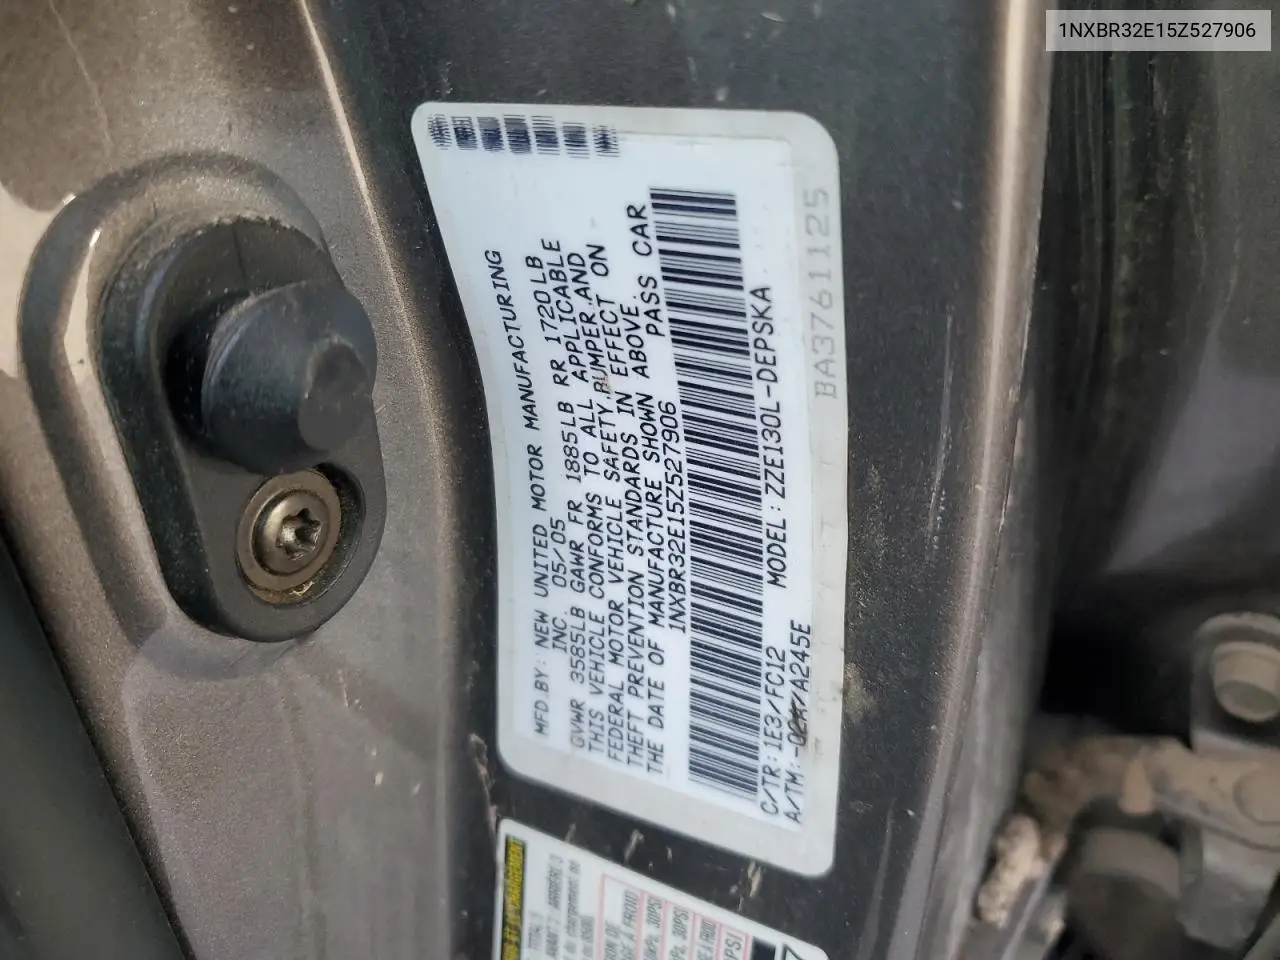 1NXBR32E15Z527906
MFD.BY: NEW UNITED MOTOR MANUFACTURING
INC. 05/05
GVWR 3585LB GAWR FR 1885LB RR 1720LB
THIS VEHICLE CONFORMS TO ALL APPLICABLE
FEDERAL MOTOR VEHICLE SAFETY,BUMPER,AND
THEFT PREVENTION STANDARDS IN EFFECT ON
THE DATE OF MANUFACTURE SHOWN ABOVE.
1NXBR32E15Z527906 PASS CAR
C/TR:1E3/FC12 MODEL:ZZE130L-DEPSKA
A/TM:-02A/A245E
BA3761125